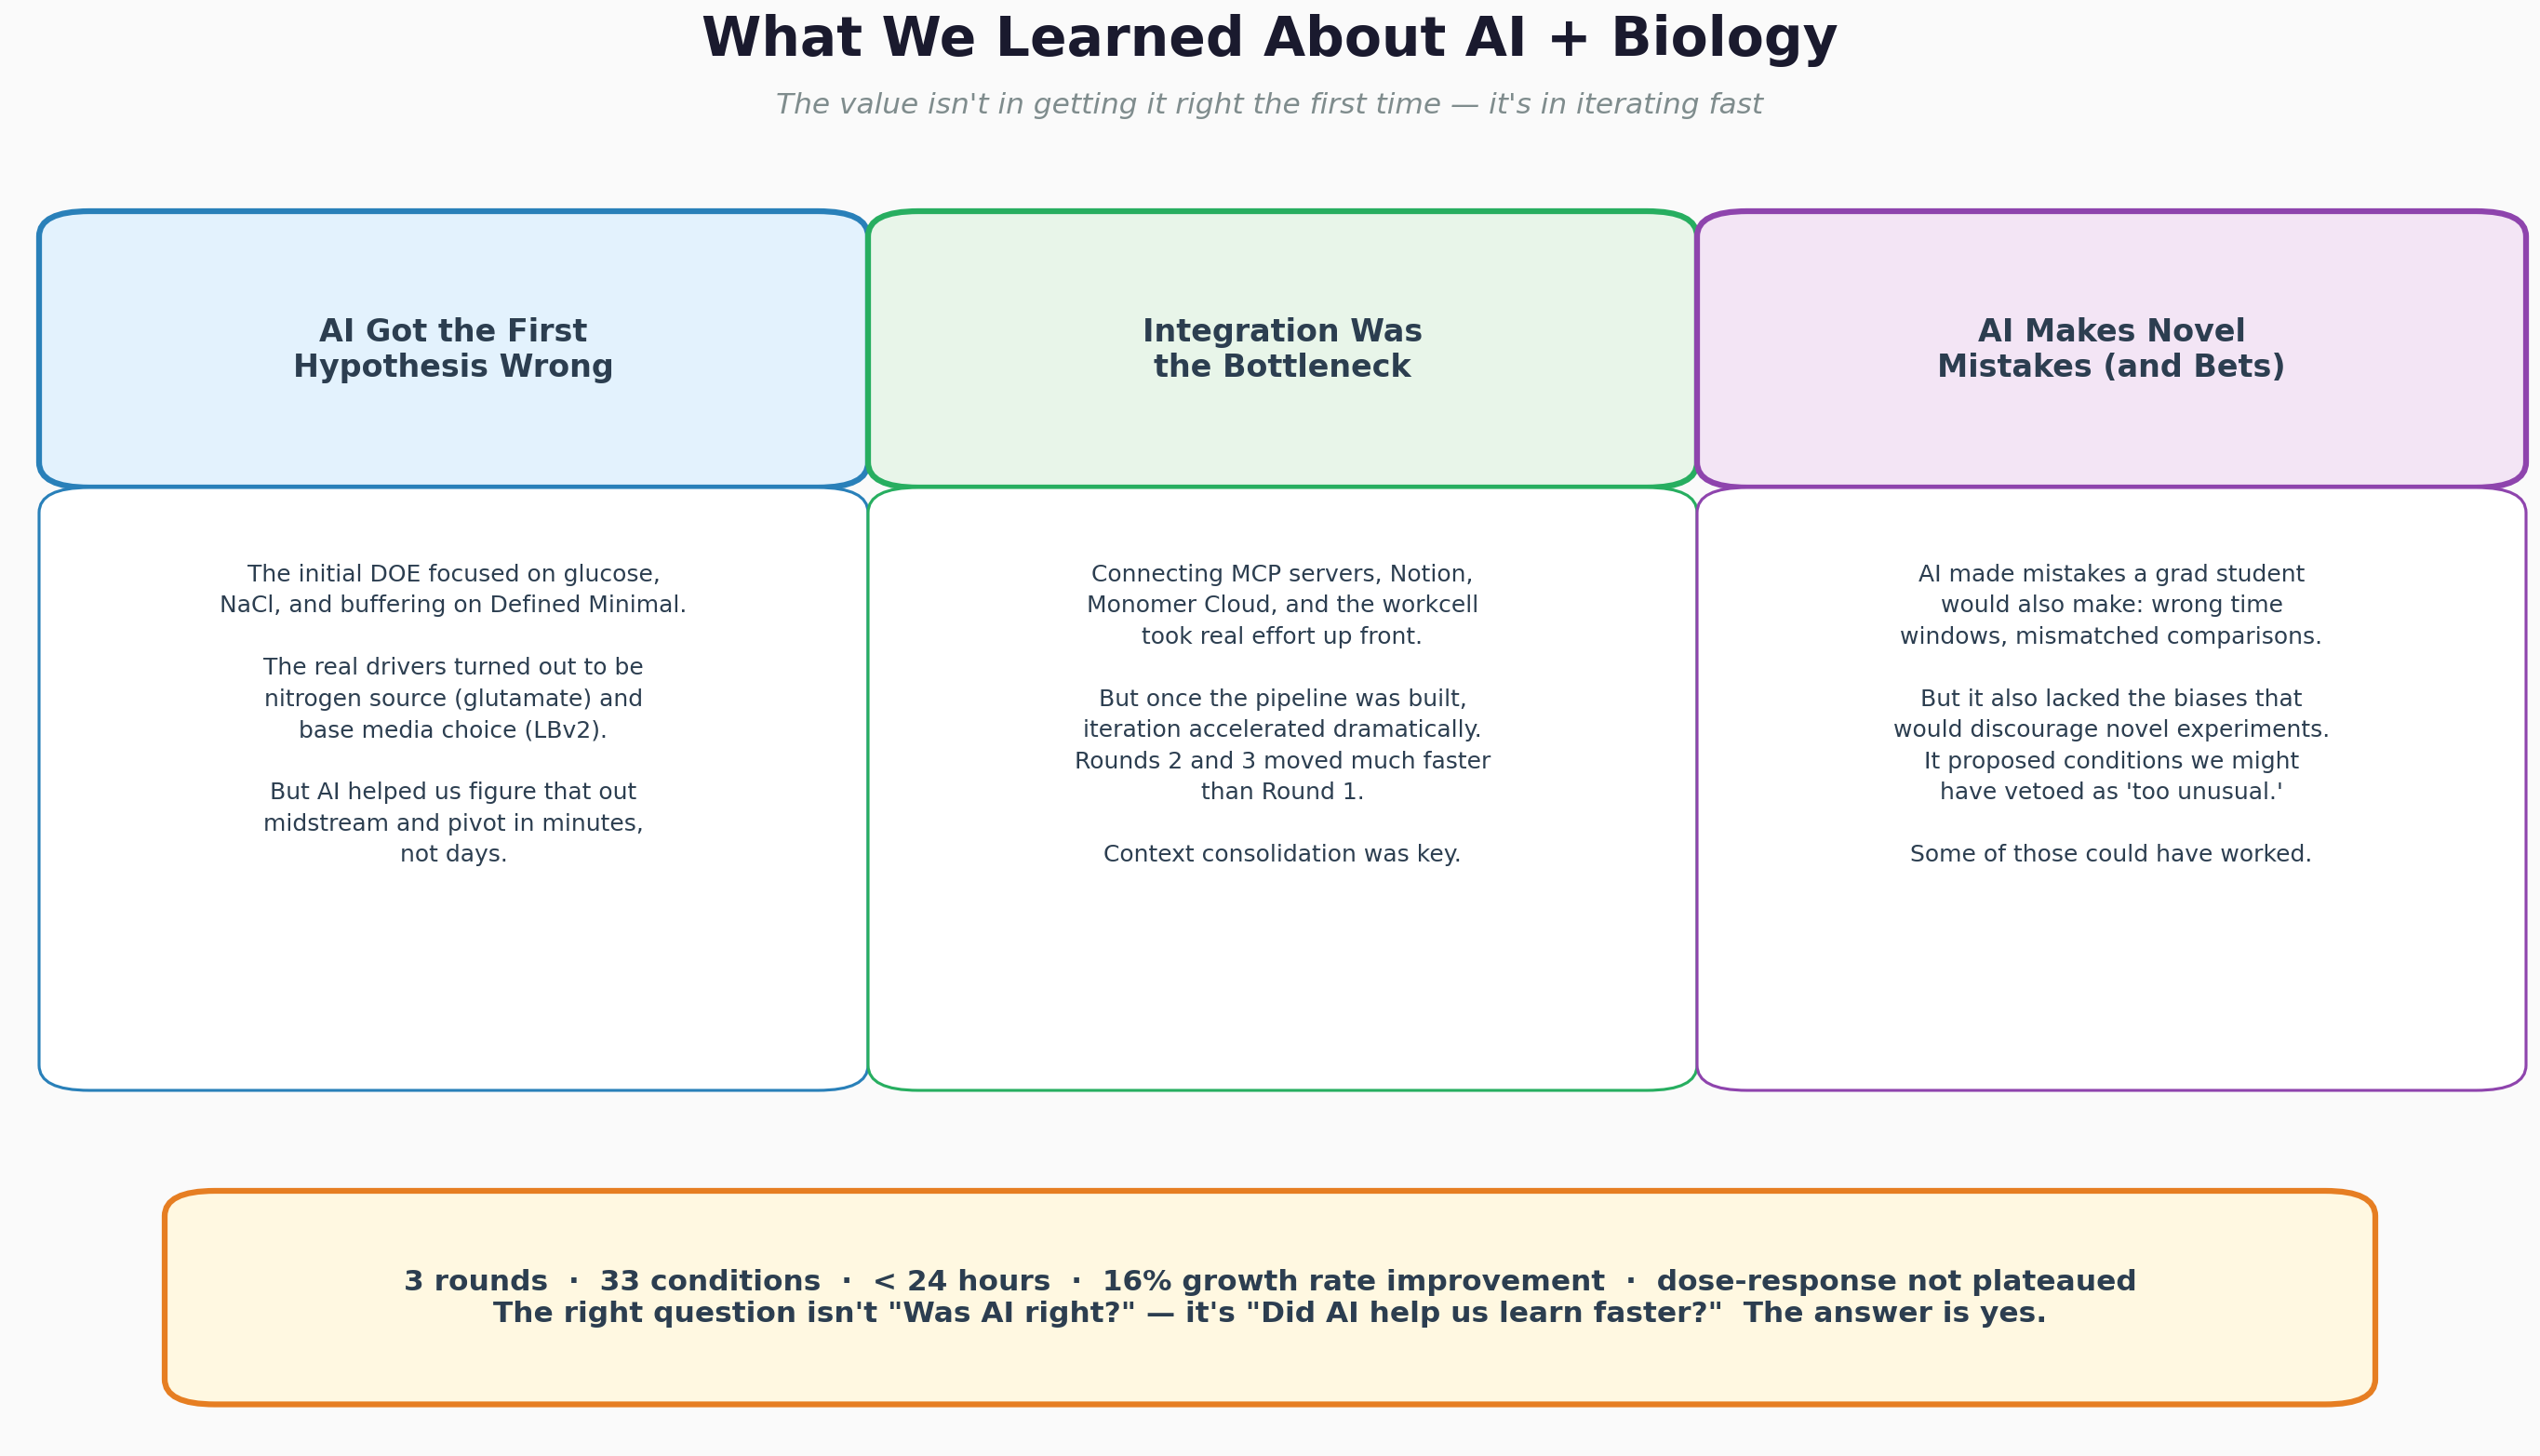 What We Learned About AI + Biology
The value isn't in getting it right the first time — it's in iterating fast
AI Got the First
Hypothesis Wrong
The initial DOE focused on glucose,
NaCl, and buffering on Defined Minimal.
The real drivers turned out to be
nitrogen source (glutamate) and
base media choice (LBv2).
But AI helped us figure that out
midstream and pivot in minutes,
not days.
Integration Was
the Bottleneck
Connecting MCP servers, Notion,
Monomer Cloud, and the workcell
took real effort up front.
But once the pipeline was built,
iteration accelerated dramatically.
Rounds 2 and 3 moved much faster
than Round 1.
Context consolidation was key.
AI Makes Novel
Mistakes (and Bets)
AI made mistakes a grad student
would also make: wrong time
windows, mismatched comparisons.
But it also lacked the biases that
would discourage novel experiments.
It proposed conditions we might
have vetoed as 'too unusual.'
Some of those could have worked.
3 rounds · 33 conditions · < 24 hours · 16% growth rate improvement · dose-response not plateaued
The right question isn't "Was AI right?" — it's "Did AI help us learn faster?" The answer is yes.